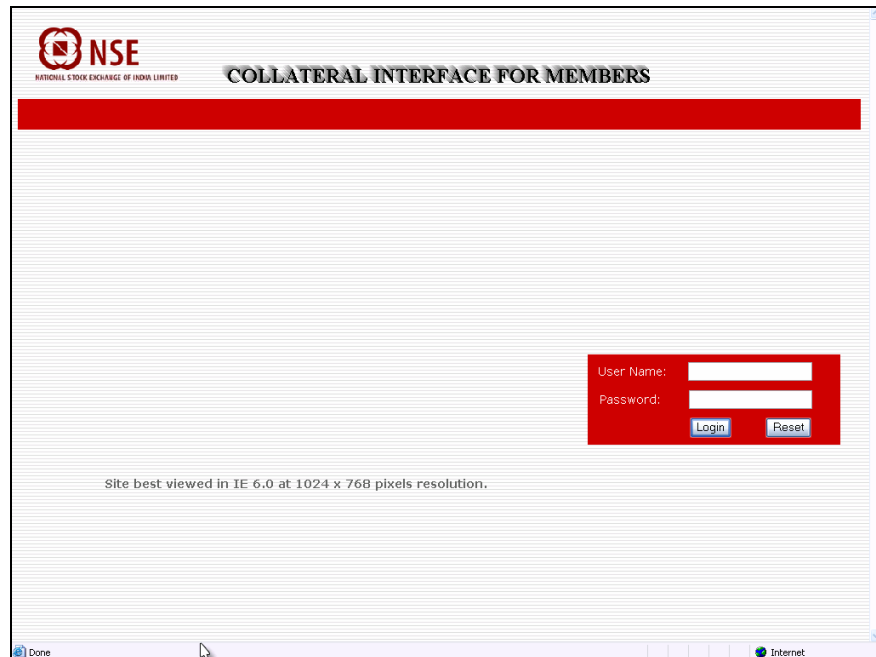 NSE
NATIONAL STOCK EXCHANGE OF INDIA LIMITED
COLLATERAL INTERFACE FOR MEMBERS
User Name:
Password:
Login Reset
Site best viewed in IE 6.0 at 1024 x 768 pixels resolution.
Done Internet